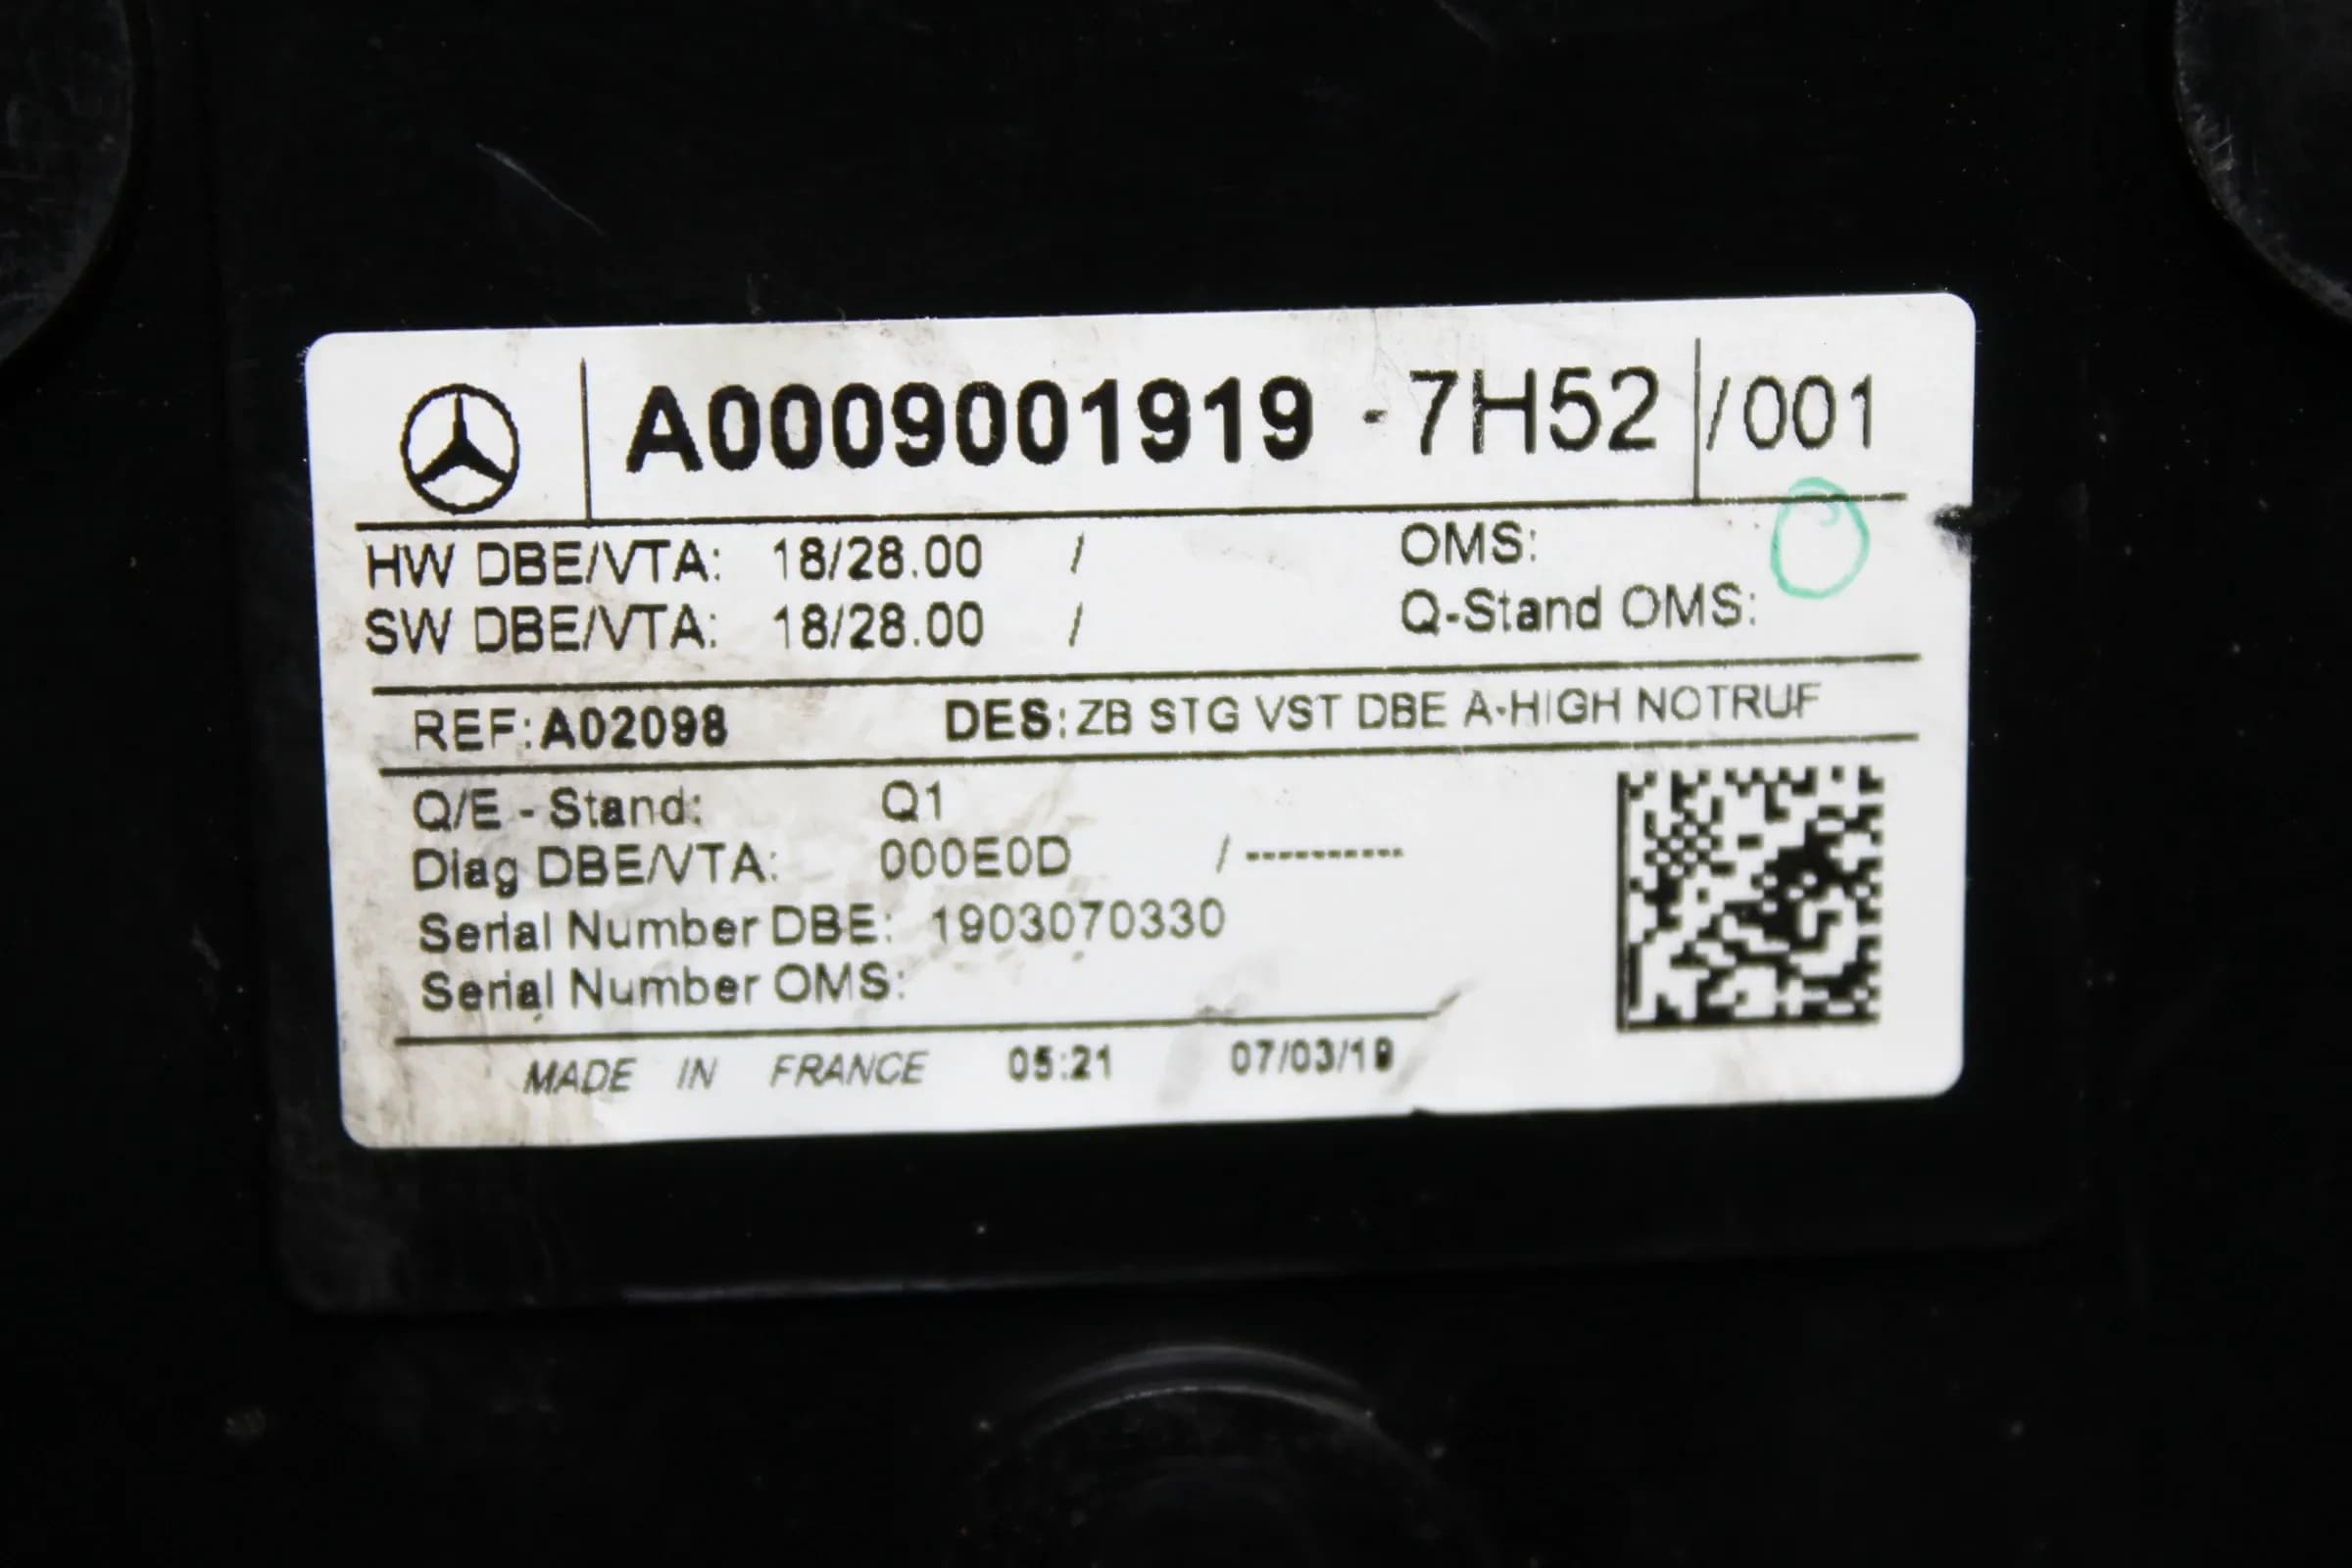 A0009001919 - 7H52 /001
HW DBE/VTA: 18/28.00 / OMS:
SW DBE/VTA: 18/28.00 / Q-Stand OMS:
REF:A02098 DES:ZB STG VST DBE A-HIGH NOTRUF
Q/E - Stand: Q1
Diag DBE/VTA: 000E0D /----------
Serial Number DBE: 1903070330
Serial Number OMS:
MADE IN FRANCE 05:21 07/03/19